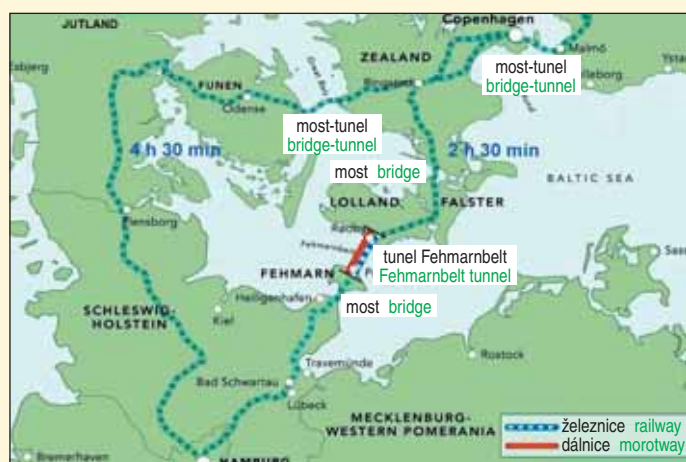 JUTLAND
Copenhagen
Esbjerg
ZEALAND
Malmö
FUNEN
Odense
most-tunel
bridge-tunnel
most-tunel
bridge-tunnel
4 h 30 min
2 h 30 min
most bridge
BALTIC SEA
LOLLAND
FALSTER
Flensborg
tunel Fehmarnbelt
Fehmarnbelt tunnel
FEHMARN
Heiligenhafen
most bridge
SCHLESWIG-
HOLSTEIN
Kiel
Travemünde
Rostock
Bad Schwartau
Lübeck
MECKLENBURG-
WESTERN POMERANIA
železnice railway
dálnice morotway
Bremerhaven
HAMBURG